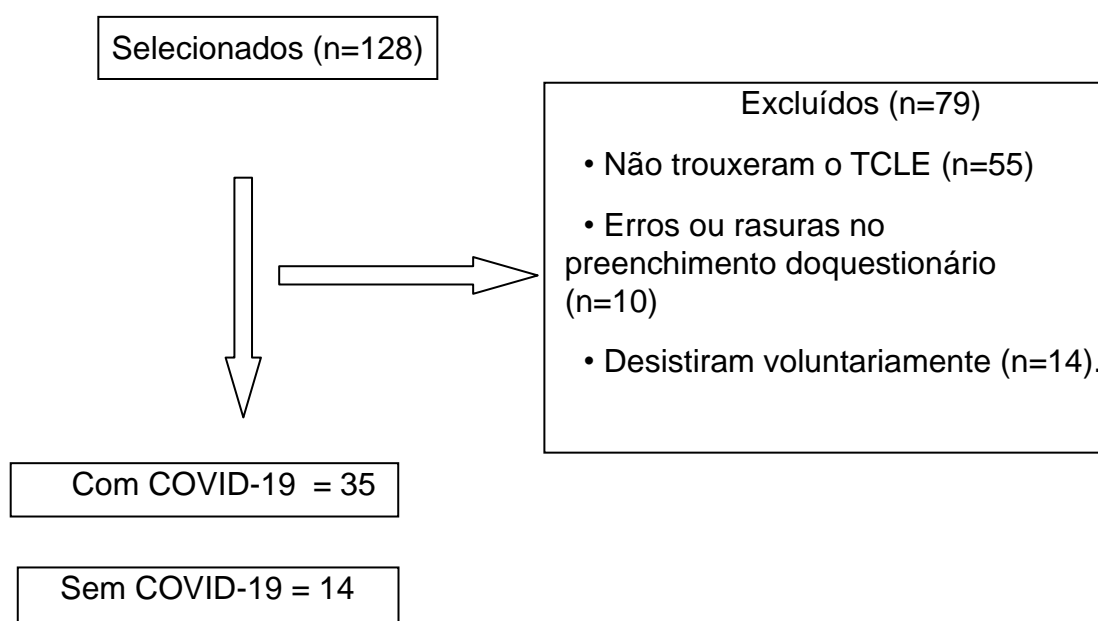 Selecionados (n=128)
Excluídos (n=79)
• Não trouxeram o TCLE (n=55)
• Erros ou rasuras no
preenchimento doquestionário
(n=10)
• Desistiram voluntariamente (n=14).
Com COVID-19 = 35
Sem COVID-19 = 14